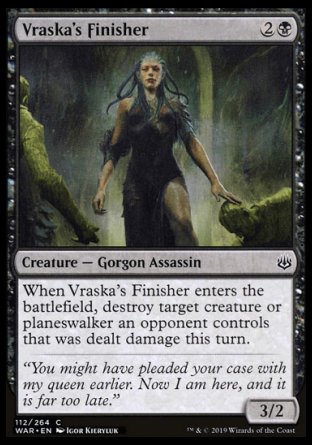 Vraska's Finisher 2
Creature — Gorgon Assassin
When Vraska's Finisher enters the
battlefield, destroy target creature or
planeswalker an opponent controls
that was dealt damage this turn.
“You might have pleaded your case with
my queen earlier. Now I am here, and it
is far too late.”
3/2
112/264 C
WAR • EN Igor Kieryluk
™ & © 2019 Wizards of the Coast